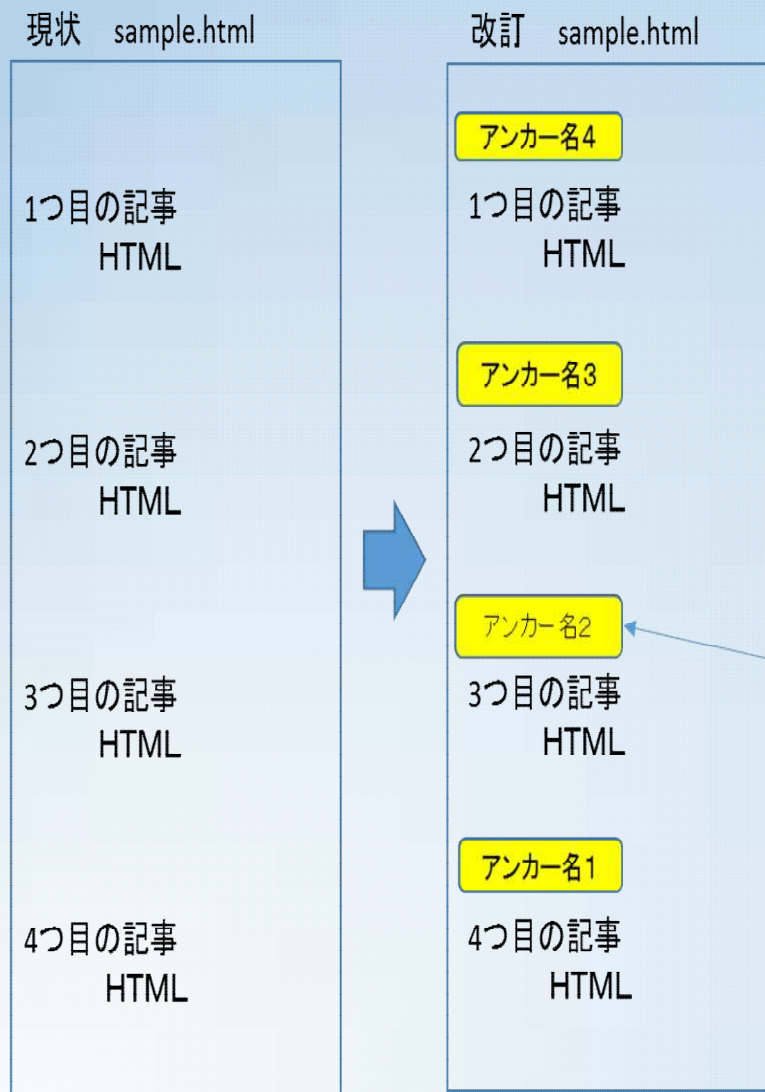 現状 sample.html
1つ目の記事
HTML
2つ目の記事
HTML
3つ目の記事
HTML
4つ目の記事
HTML
改訂 sample.html
アンカー名4
1つ目の記事
HTML
アンカー名3
2つ目の記事
HTML
アンカー名2
3つ目の記事
HTML
アンカー名1
4つ目の記事
HTML